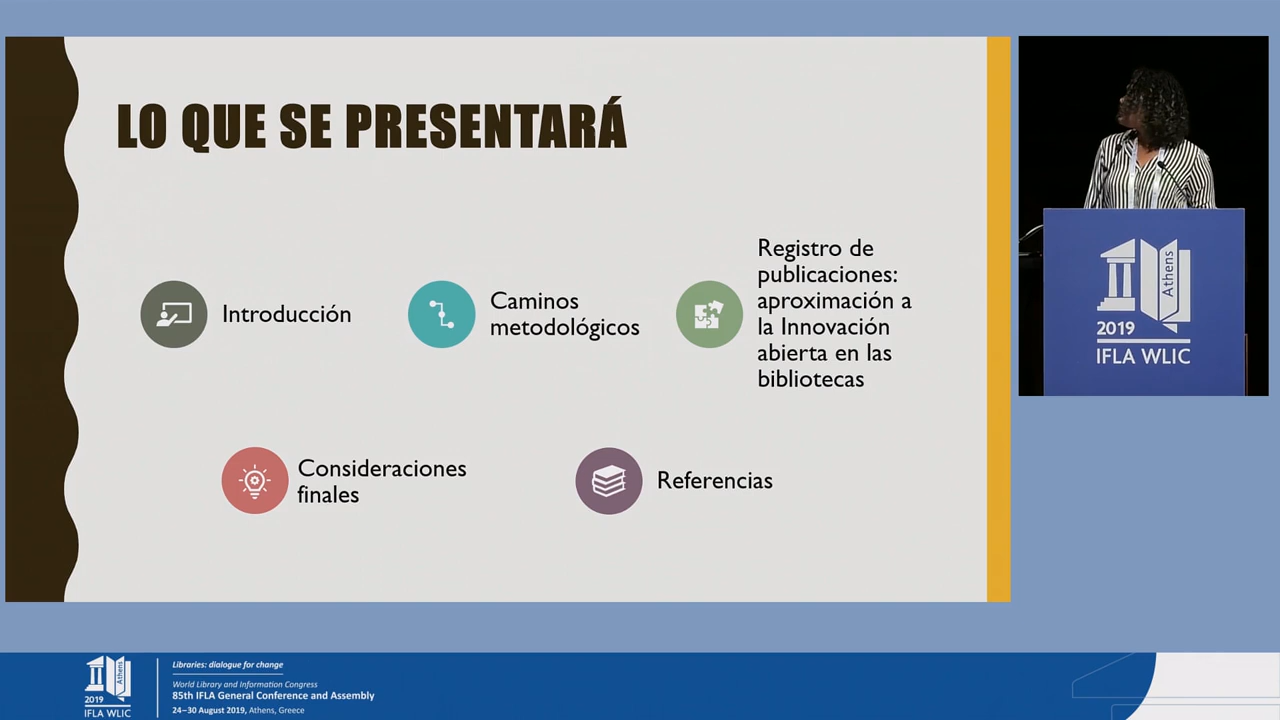 LO QUE SE PRESENTARÁ
Introducción
Caminos
metodológicos
Registro de
publicaciones:
aproximación a
la Innovación
abierta en las
bibliotecas
Consideraciones
finales
Referencias
Athens
2019
IFLA WLIC
Athens
2019
IFLA WLIC
Libraries: dialogue for change
World Library and Information Congress
85th IFLA General Conference and Assembly
24–30 August 2019, Athens, Greece